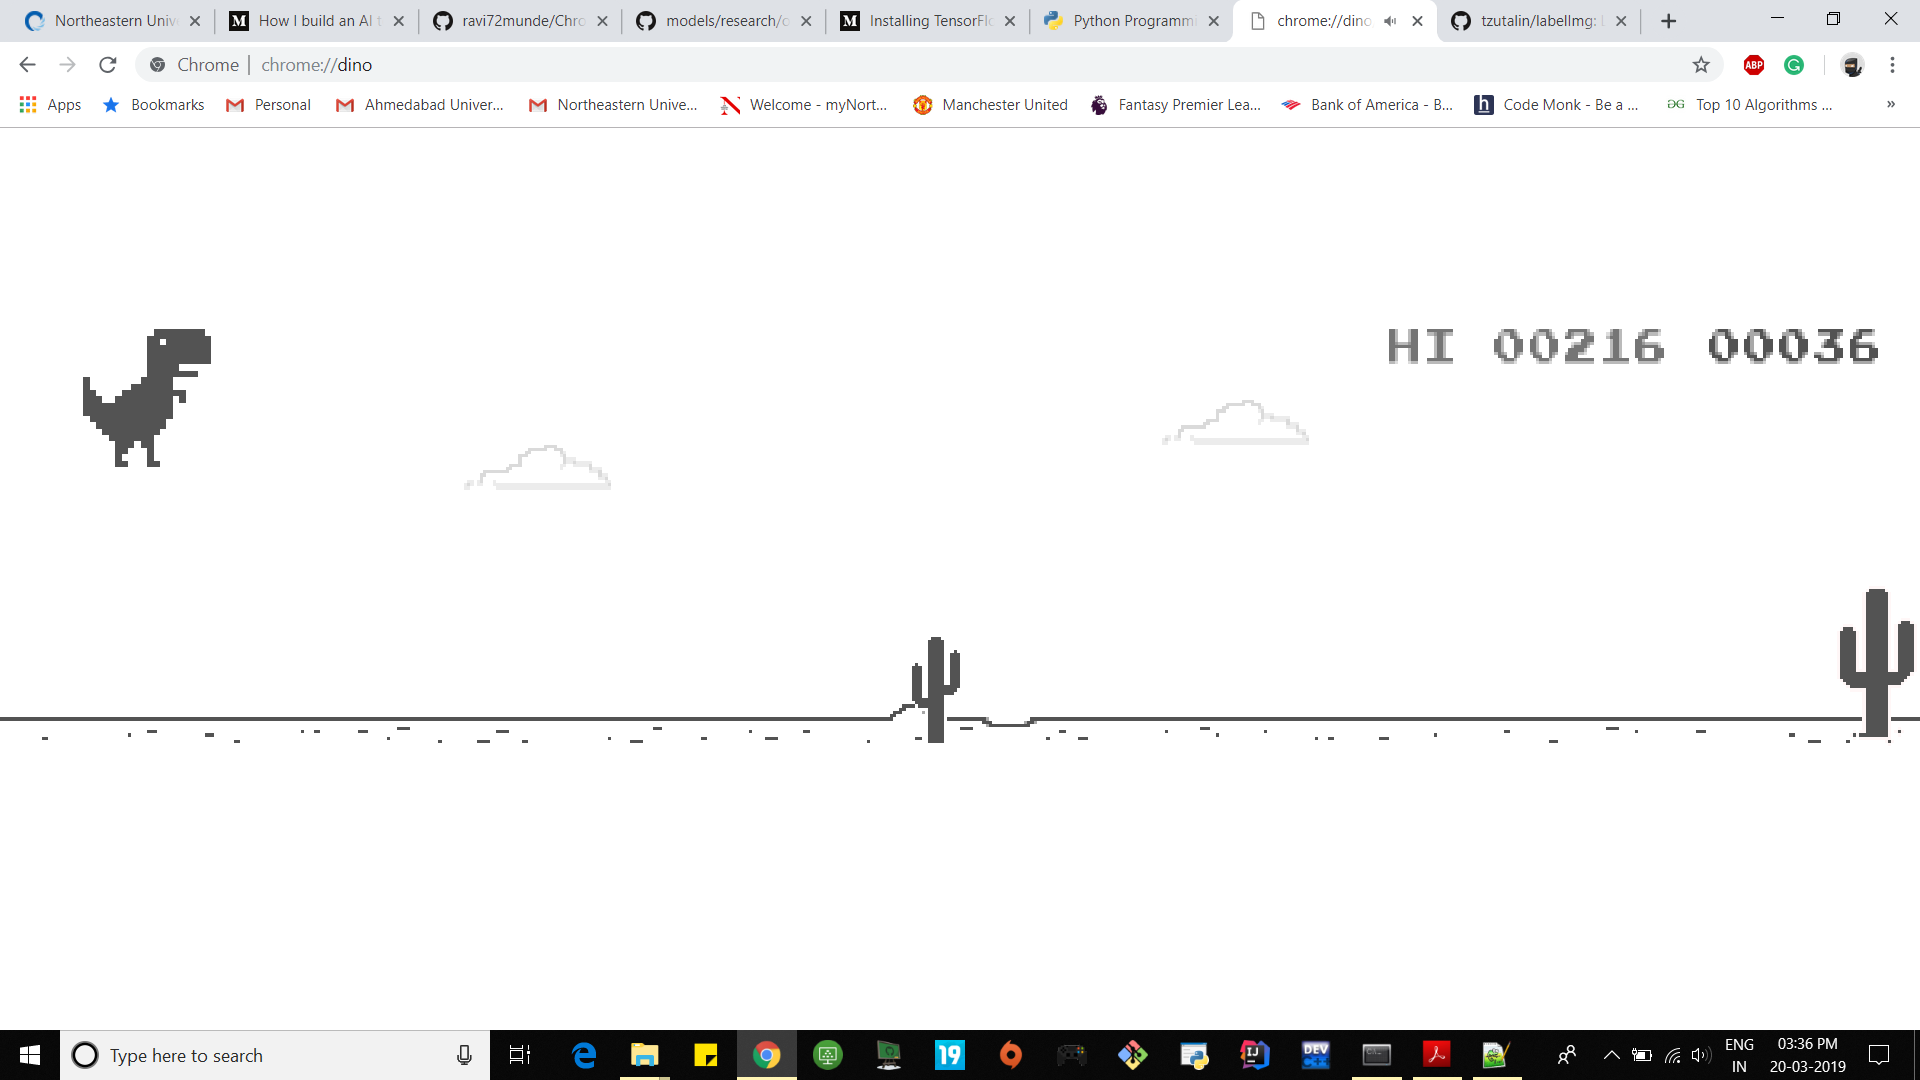 Northeastern Univ
How I build an AI t
ravi72munde/Chro
models/research/o
Installing TensorFlo
Python Programmi
chrome://dino
tzutalin/labelImg:
Chrome | chrome://dino
Apps
Bookmarks
Personal
Ahmedabad Univer...
Northeastern Unive...
Welcome - myNort...
Manchester United
Fantasy Premier Lea...
Bank of America - B...
Code Monk - Be a ...
Top 10 Algorithms ...
»
HI 00216 00036
Type here to search
19
DEV
ENG
IN
03:36 PM
20-03-2019